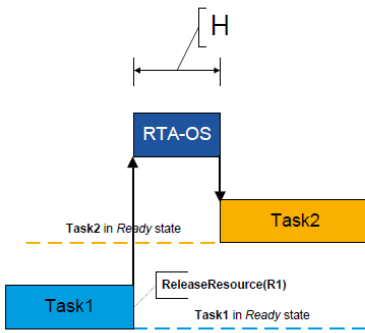 H
RTA-OS
Task2 in Ready state
Task2
ReleaseResource(R1)
Task1
Task1 in Ready state